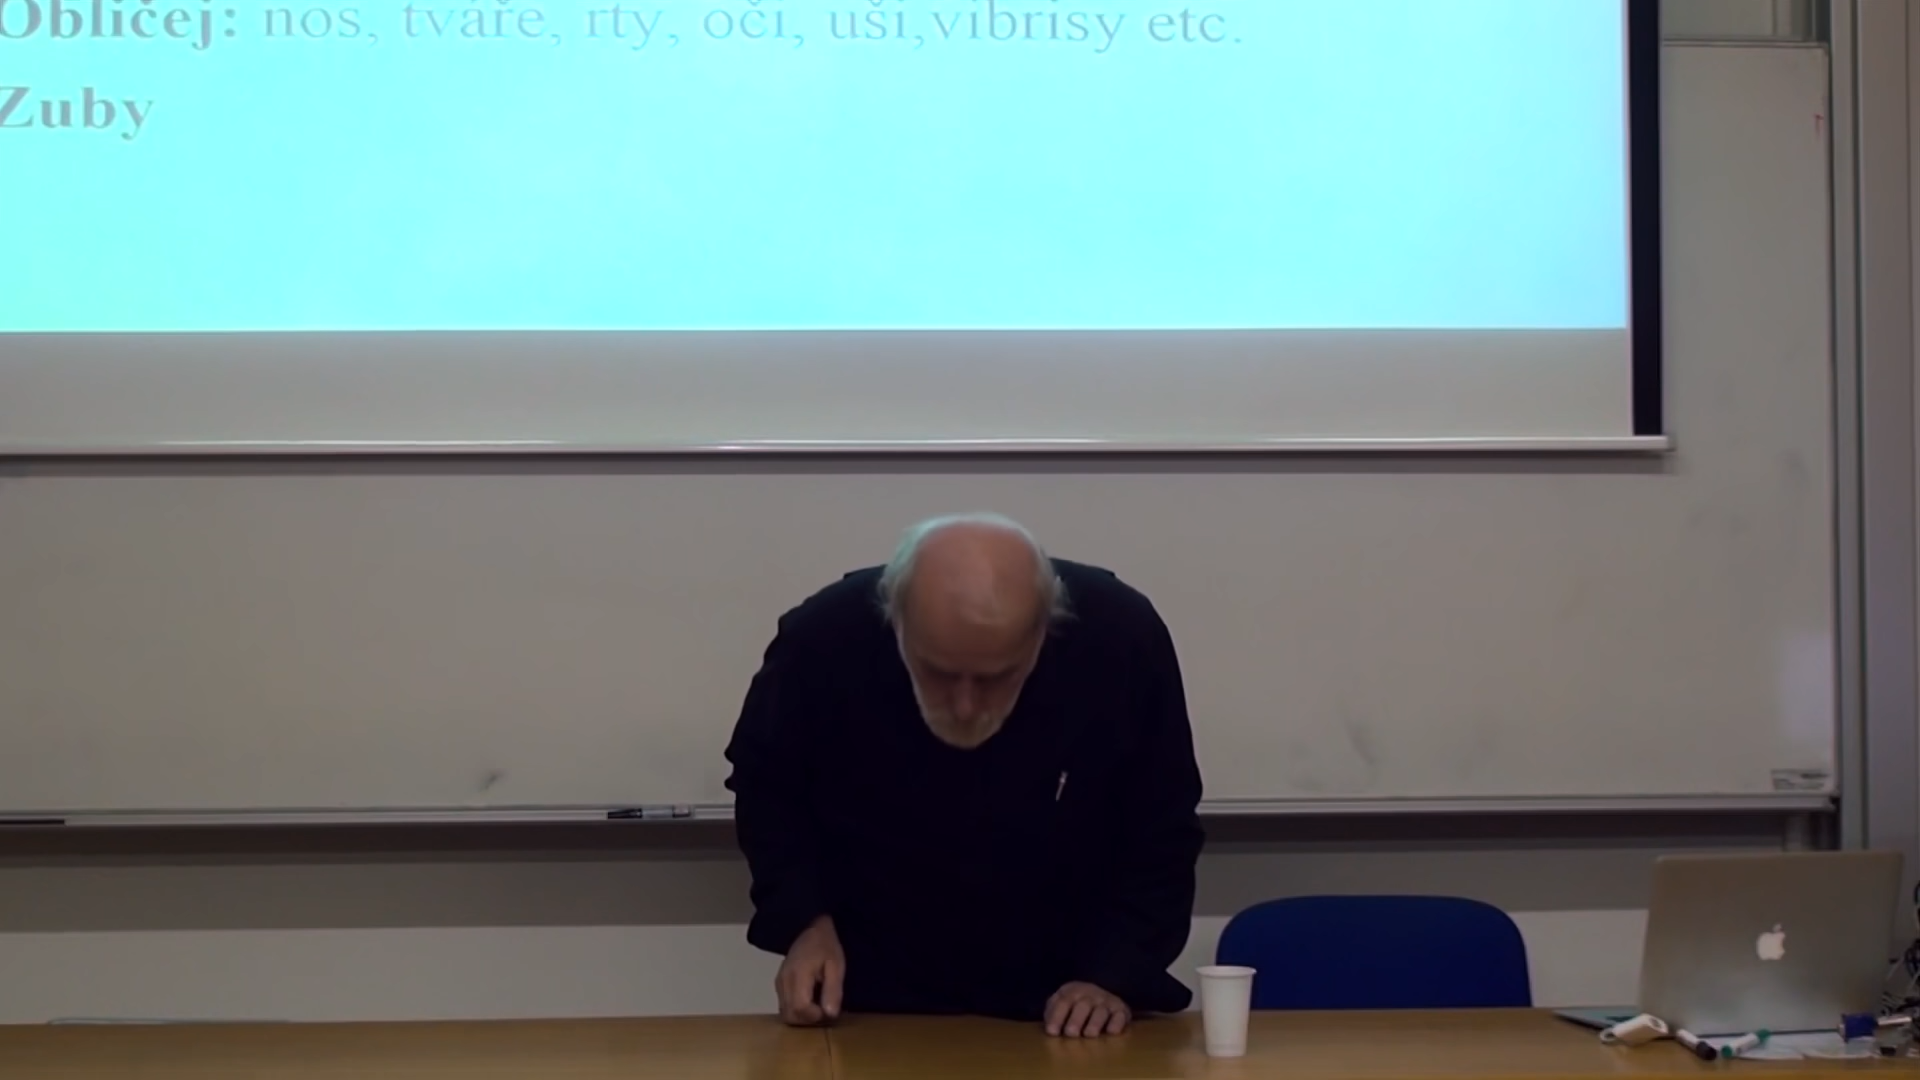 Obličej: nos, tváře, rty, oči, uši,vibrisy etc.
Zuby